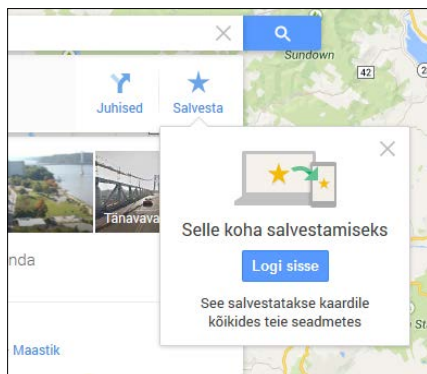 Sundown
42
Juhised
Salvesta
Tänavava
Selle koha salvestamiseks
Logi sisse
nda
See salvestatakse kaardile
kõikides teie seadmetes
Maastik